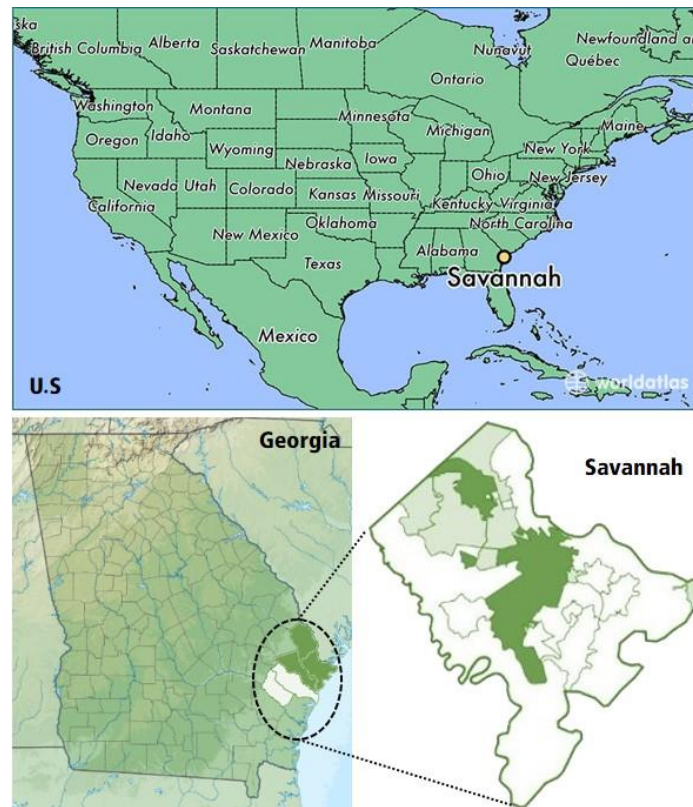 ska
British Columbia
Alberta
Saskatchewan
Manitoba
Nunavut
Newfoundland a
Québec
Ontario
Washington
Montana
Minnesota
Michigan
Maine
Oregon
Idaho
Wyoming
Nebraska
Iowa
New York
Nevada
Utah
Colorado
Kansas
Missouri
Ohio
New Jersey
California
Kentucky
Virginia
Oklahoma
North Carolina
New Mexico
Alabama
Texas
Savannah
Mexico
U.S
worldatlas
Georgia
Savannah